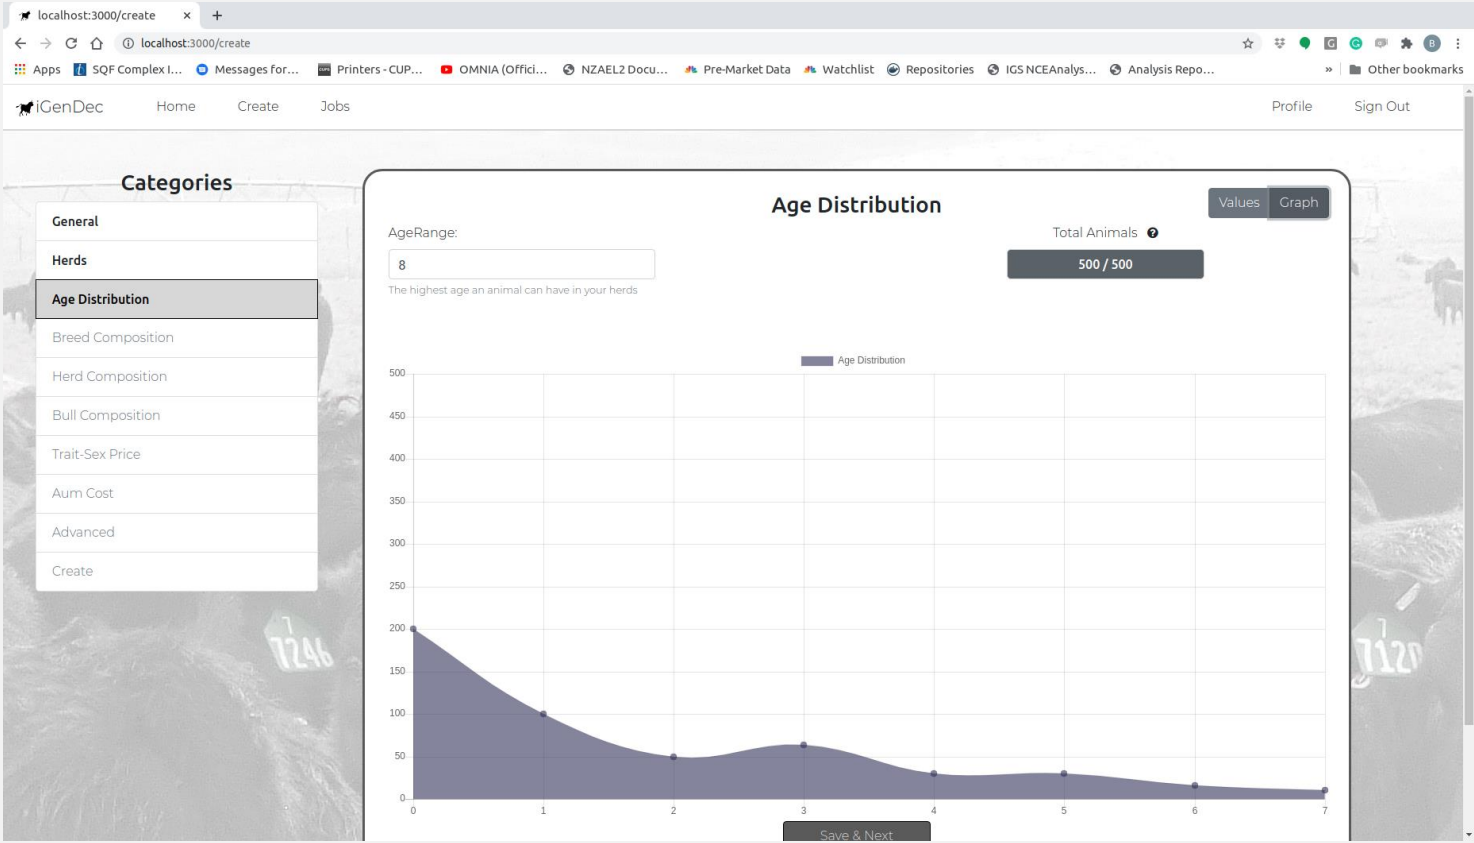 localhost:3000/create × +
localhost:3000/create B
Apps SQF Complex I... Messages for... Printers - CUP... OMNIA (Offici... NZAEL2 Docu... Pre-Market Data Watchlist Repositories IGS NCEAnalys... Analysis Repo... » Other bookmarks
iGenDec Home Create Jobs Profile Sign Out
Categories
General
Herds
Age Distribution
Breed Composition
Herd Composition
Bull Composition
Trait-Sex Price
Aum Cost
Advanced
Create
Age Distribution
Values Graph
AgeRange:
Total Animals ?
8
500 / 500
The highest age an animal can have in your herds
Age Distribution
500
450
400
350
300
250
200
150
100
50
0
0 1 2 3 4 5 6 7
Save & Next
7
7246
7
7120